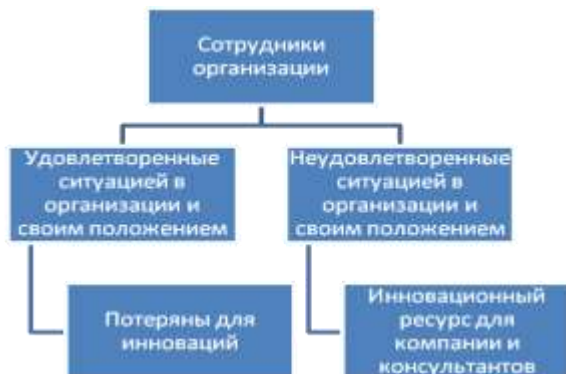 Сотрудники
организации
Удовлетворенные
ситуацией в
организации и
своим положением
Неудовлетворенные
ситуацией в
организации и
своим положением
Потеряны для
инноваций
Инновационный
ресурс для
компании и
консультантов